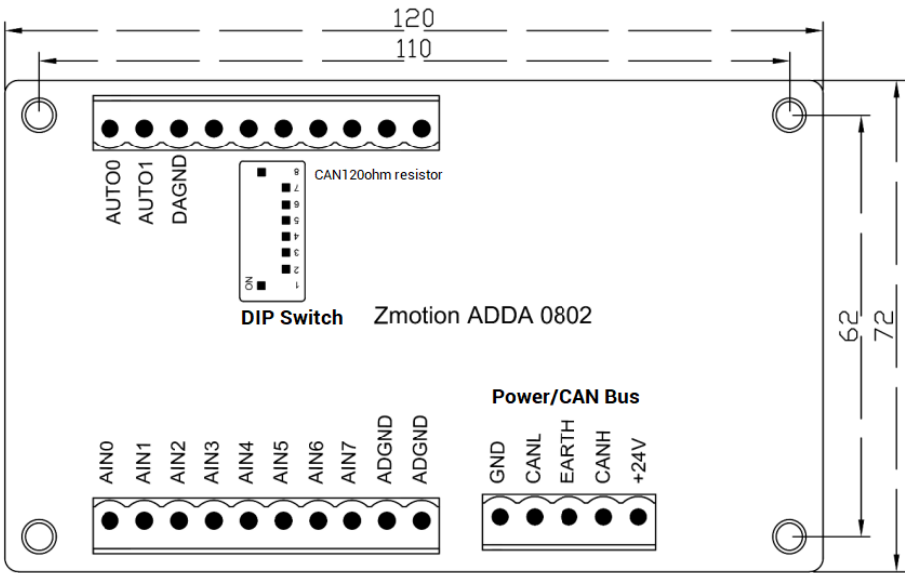 120
110
AUTO0
AUTO1
DAGND
8
CAN120ohm resistor
7
6
5
4
3
2
ON
1
DIP Switch
Zmotion ADDA 0802
62
72
Power/CAN Bus
AIN0
AIN1
AIN2
AIN3
AIN4
AIN5
AIN6
AIN7
ADGND
ADGND
GND
CANL
EARTH
CANH
+24V